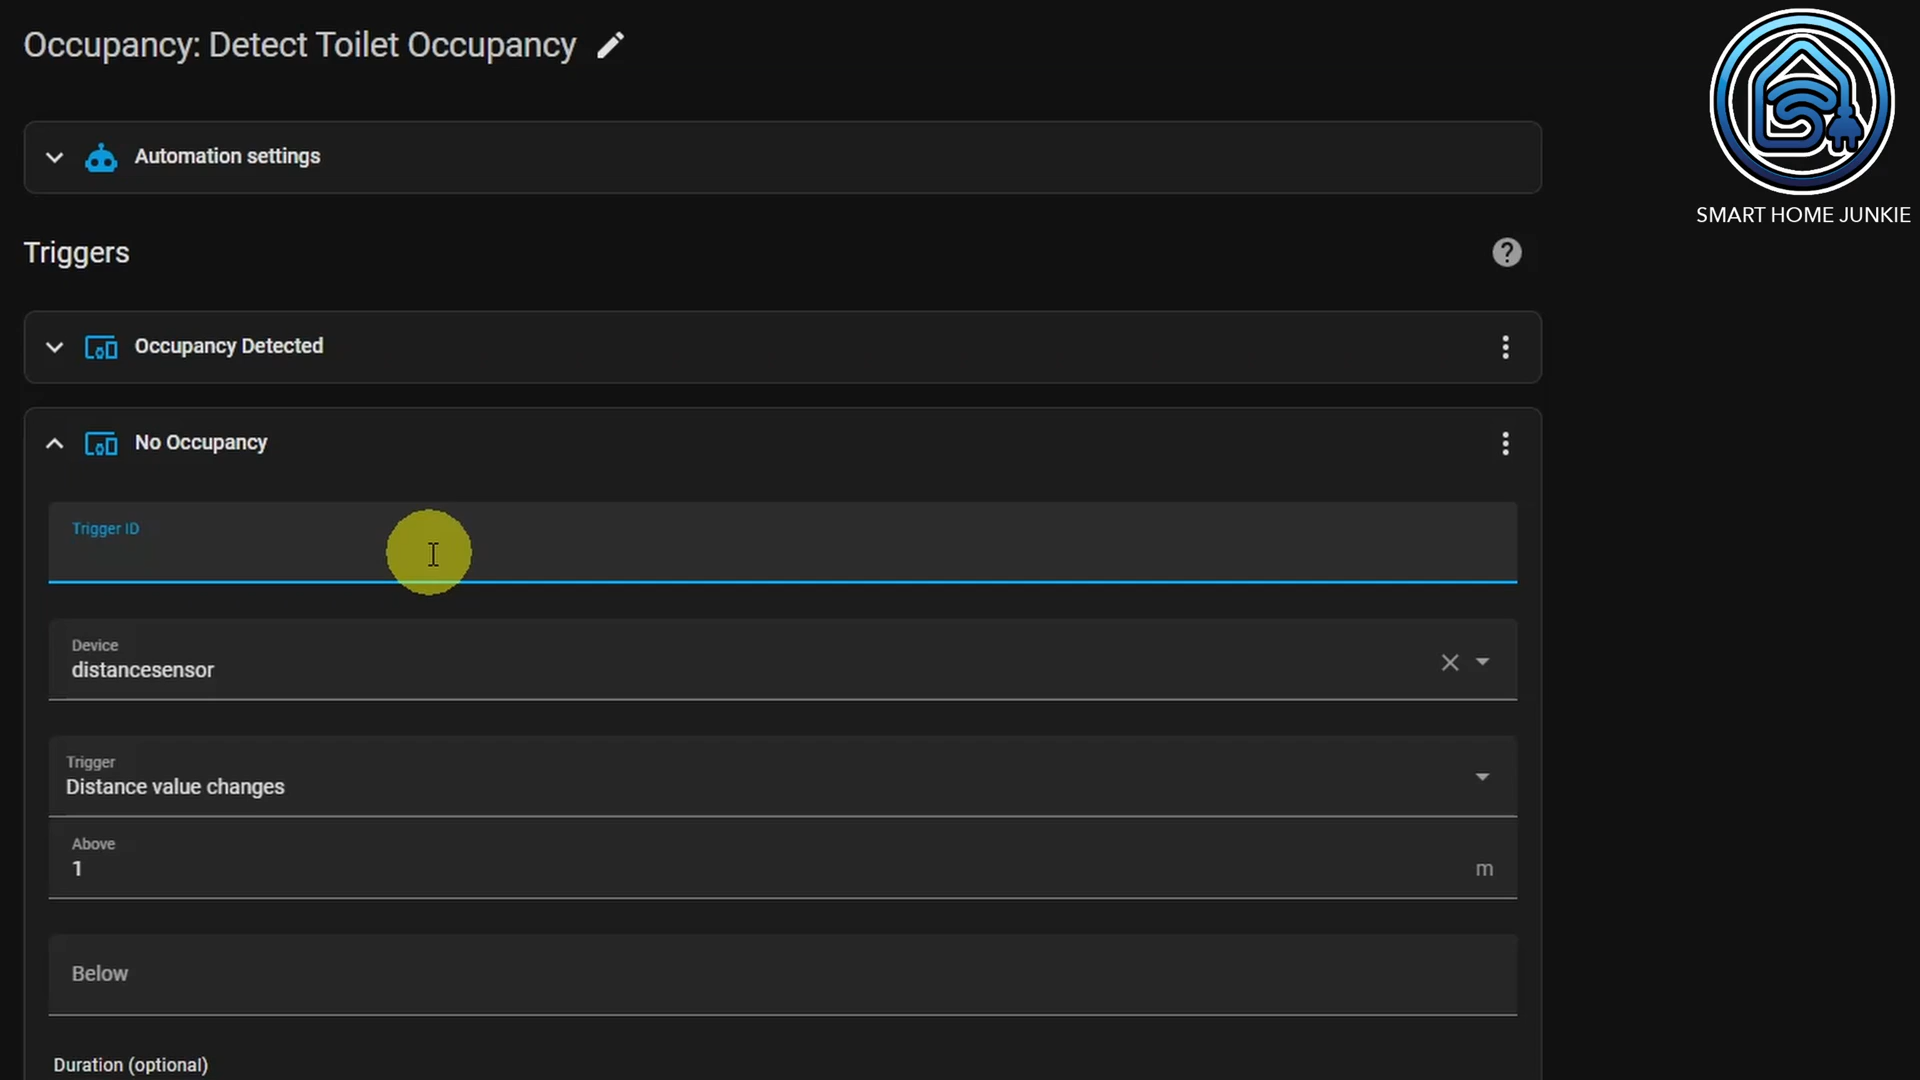 Occupancy: Detect Toilet Occupancy
SMART HOME JUNKIE
Automation settings
Triggers
Occupancy Detected
No Occupancy
Trigger ID
Device
distancesensor
Trigger
Distance value changes
Above
1
m
Below
Duration (optional)